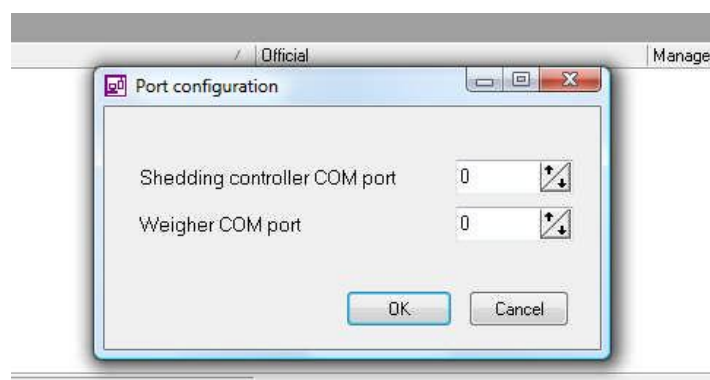 Official
Manage
Port configuration
Shedding controller COM port 0
Weigher COM port 0
OK Cancel